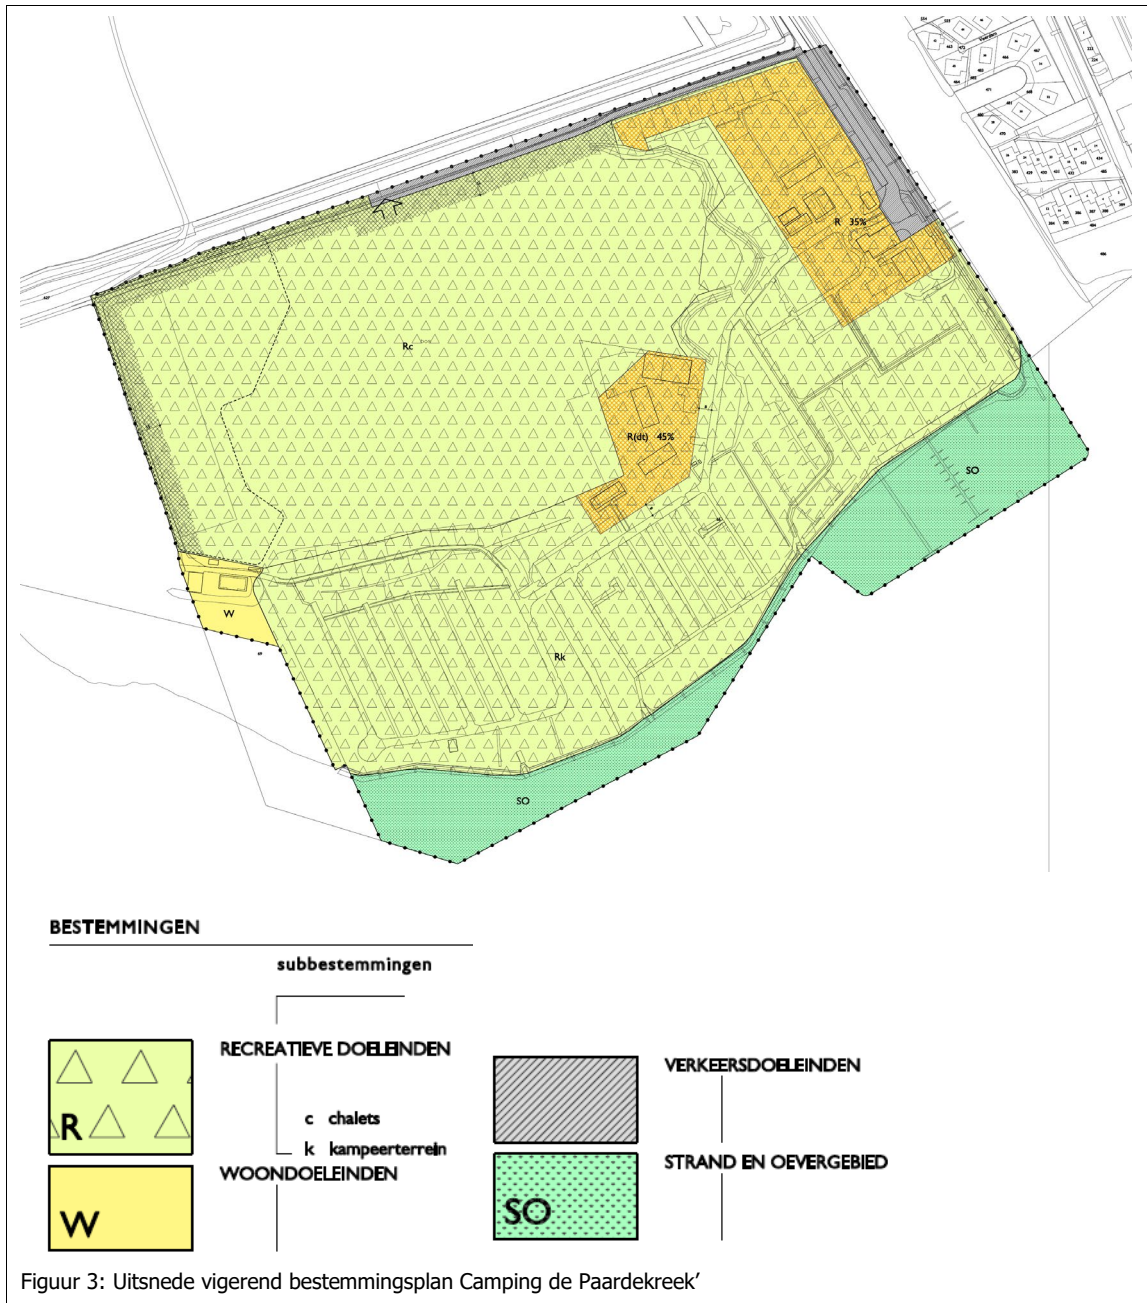 R 35%
Rc
R(dt) 45%
SO
W
Rk
SO
BESTEMMINGEN
subbestemmingen
RECREATIEVE DOELEINDEN
R
c chalets
k kampeerterrein
WOONDOELEINDEN
W
VERKEERSDOELEINDEN
STRAND EN OEVERGEBIED
SO
Figuur 3: Uitsnede vigerend bestemmingsplan Camping de Paardekreek’